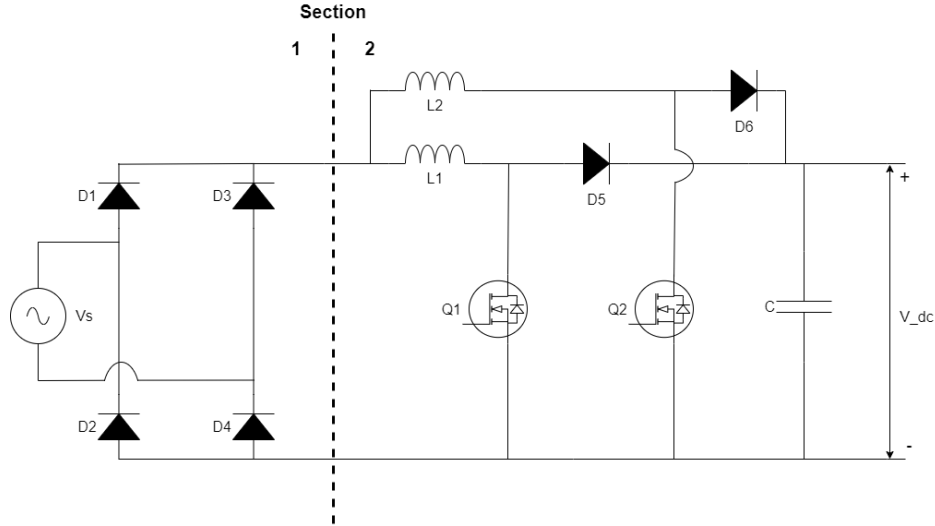 Section
1 2
L2
D6
L1
D5
D1
D3
+
Vs
Q1
Q2
C
V_dc
D2
D4
-